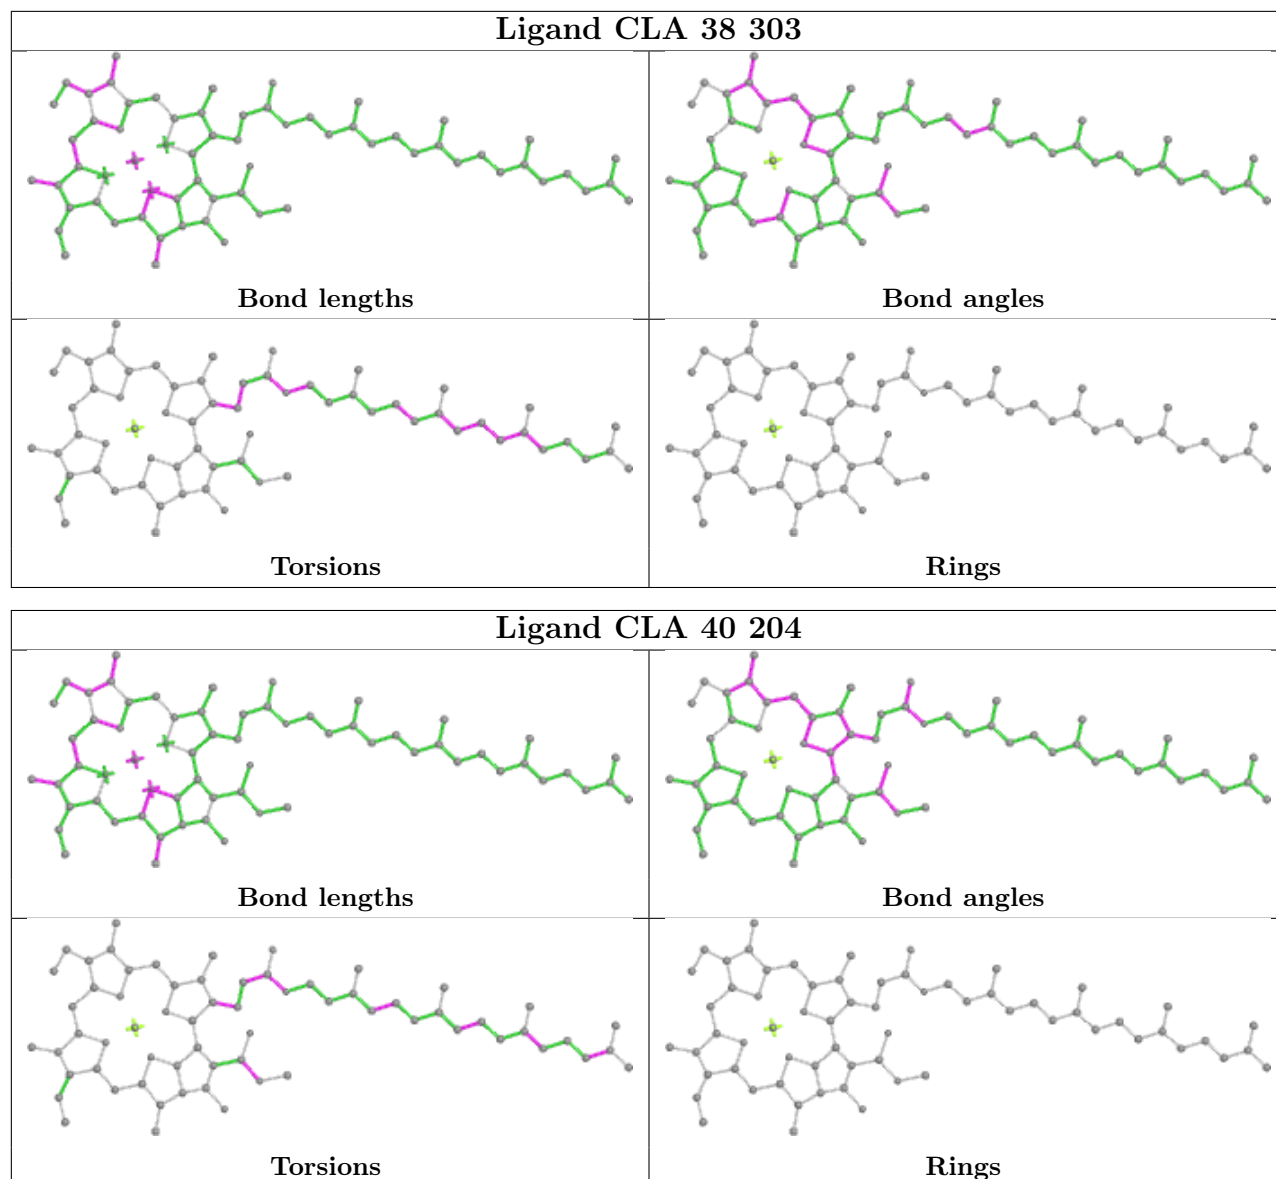 Ligand CLA 38 303
Bond lengths
Bond angles
Torsions
Rings
Ligand CLA 40 204
Bond lengths
Bond angles
Torsions
Rings